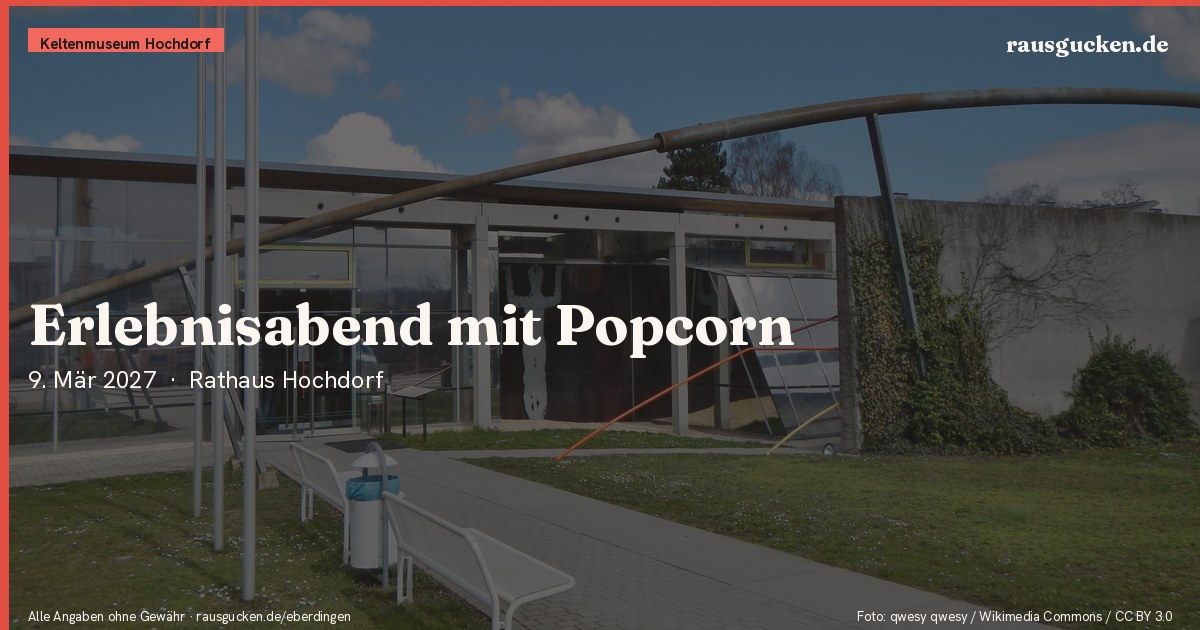 Keltenmuseum Hochdorf
rausgucken.de
Erlebnisabend mit Popcorn
9. Mär 2027 · Rathaus Hochdorf
Alle Angaben ohne Gewähr · rausgucken.de/eberdingen
Foto: qwesy qwesy / Wikimedia Commons / CC BY 3.0